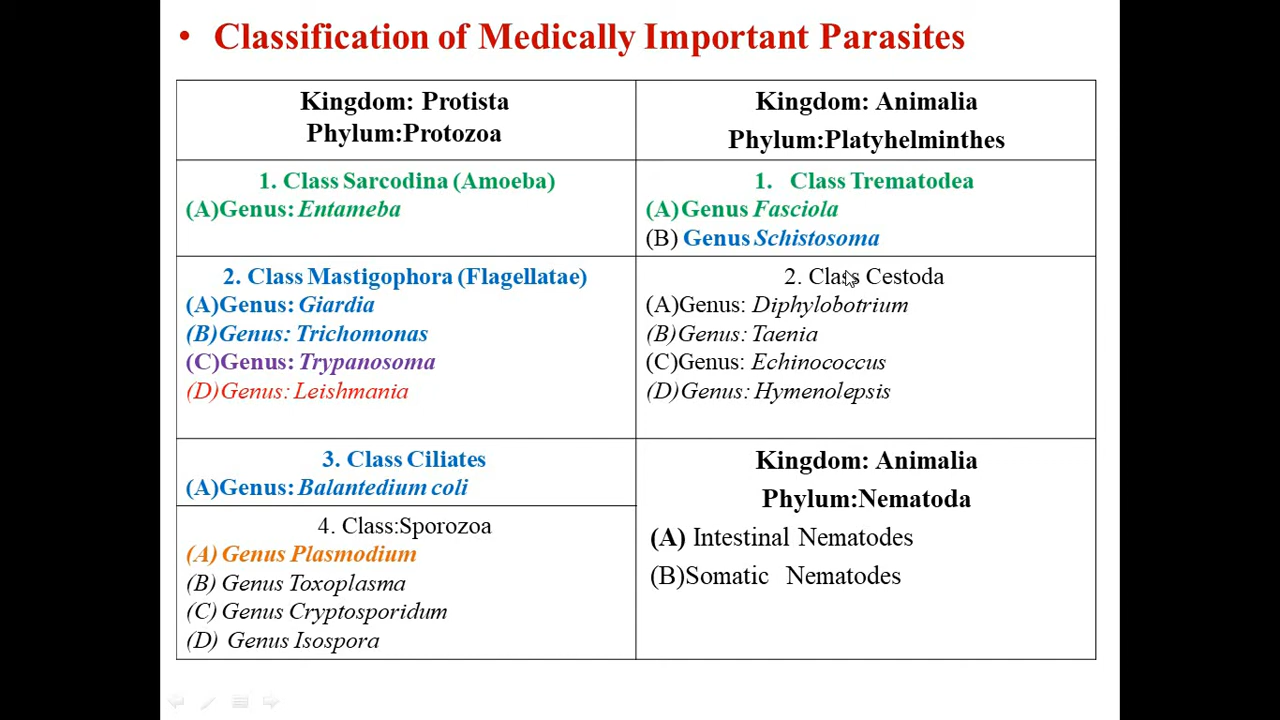 • Classification of Medically Important Parasites
Kingdom: Protista
Phylum:Protozoa
1. Class Sarcodina (Amoeba)
(A)Genus: Entameba
2. Class Mastigophora (Flagellatae)
(A)Genus: Giardia
(B)Genus: Trichomonas
(C)Genus: Trypanosoma
(D)Genus: Leishmania
3. Class Ciliates
(A)Genus: Balantedium coli
4. Class:Sporozoa
(A) Genus Plasmodium
(B) Genus Toxoplasma
(C) Genus Cryptosporidum
(D) Genus Isospora
Kingdom: Animalia
Phylum:Platyhelminthes
1. Class Trematodea
(A)Genus Fasciola
(B) Genus Schistosoma
2. Class Cestoda
(A)Genus: Diphylobotrium
(B)Genus: Taenia
(C)Genus: Echinococcus
(D)Genus: Hymenolepsis
Kingdom: Animalia
Phylum:Nematoda
(A) Intestinal Nematodes
(B)Somatic Nematodes